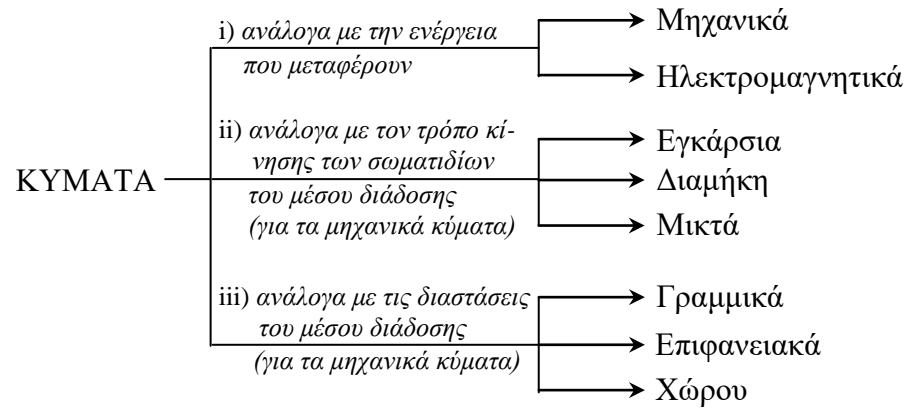 ΚΥΜΑΤΑ
i) ανάλογα με την ενέργεια
που μεταφέρουν
Μηχανικά
Ηλεκτρομαγνητικά
ii) ανάλογα με τον τρόπο κί-
νησης των σωματιδίων
του μέσου διάδοσης
(για τα μηχανικά κύματα)
Εγκάρσια
Διαμήκη
Μικτά
iii) ανάλογα με τις διαστάσεις
του μέσου διάδοσης
(για τα μηχανικά κύματα)
Γραμμικά
Επιφανειακά
Χώρου